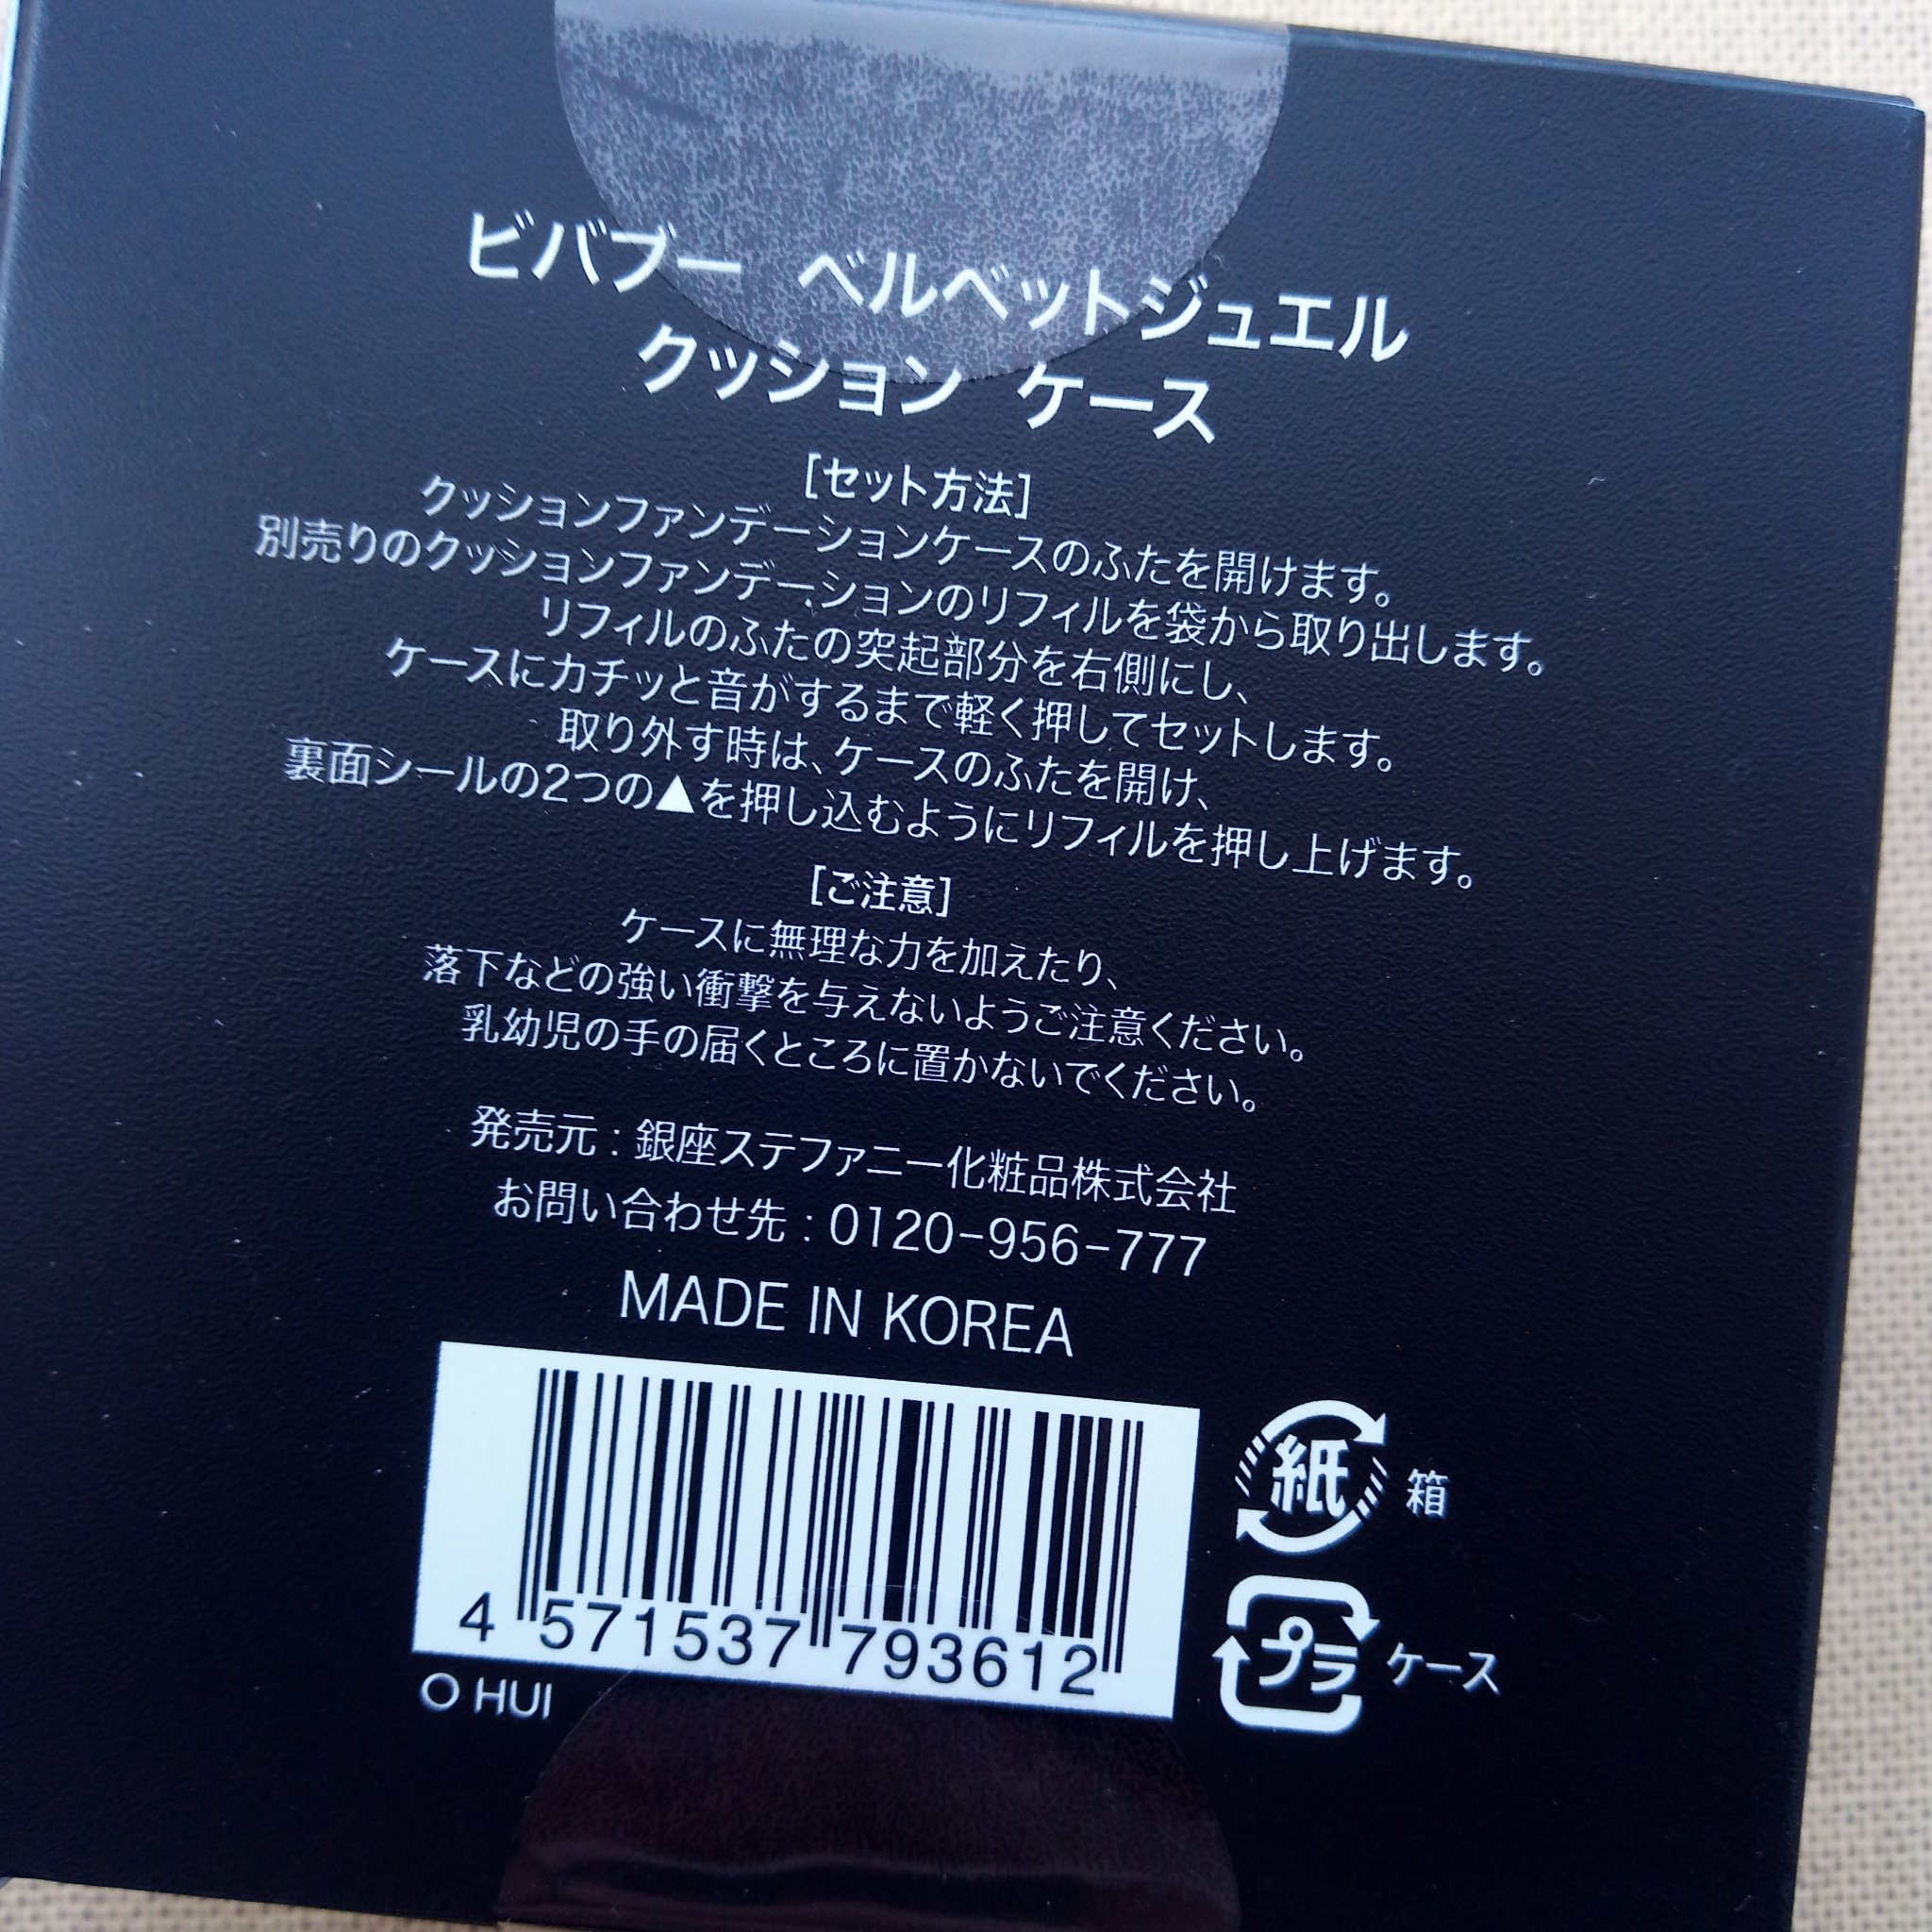 ビバブー ベルベットジュエル
クッション ケース
[セット方法]
クッションファンデーションケースのふたを開けます。
別売りのクッションファンデーションのリフィルを袋から取り出します。
リフィルのふたの突起部分を右側にし、
ケースにカチッと音がするまで軽く押してセットします。
取り外す時は、ケースのふたを開け、
裏面シールの2つの▲を押し込むようにリフィルを押し上げます。
[ご注意]
ケースに無理な力を加えたり、
落下などの強い衝撃を与えないようご注意ください。
乳幼児の手の届くところに置かないでください。
発売元：銀座ステファニー化粧品株式会社
お問い合わせ先：0120-956-777
MADE IN KOREA
4 571537 793612
O HUI
紙 箱
プラ ケース